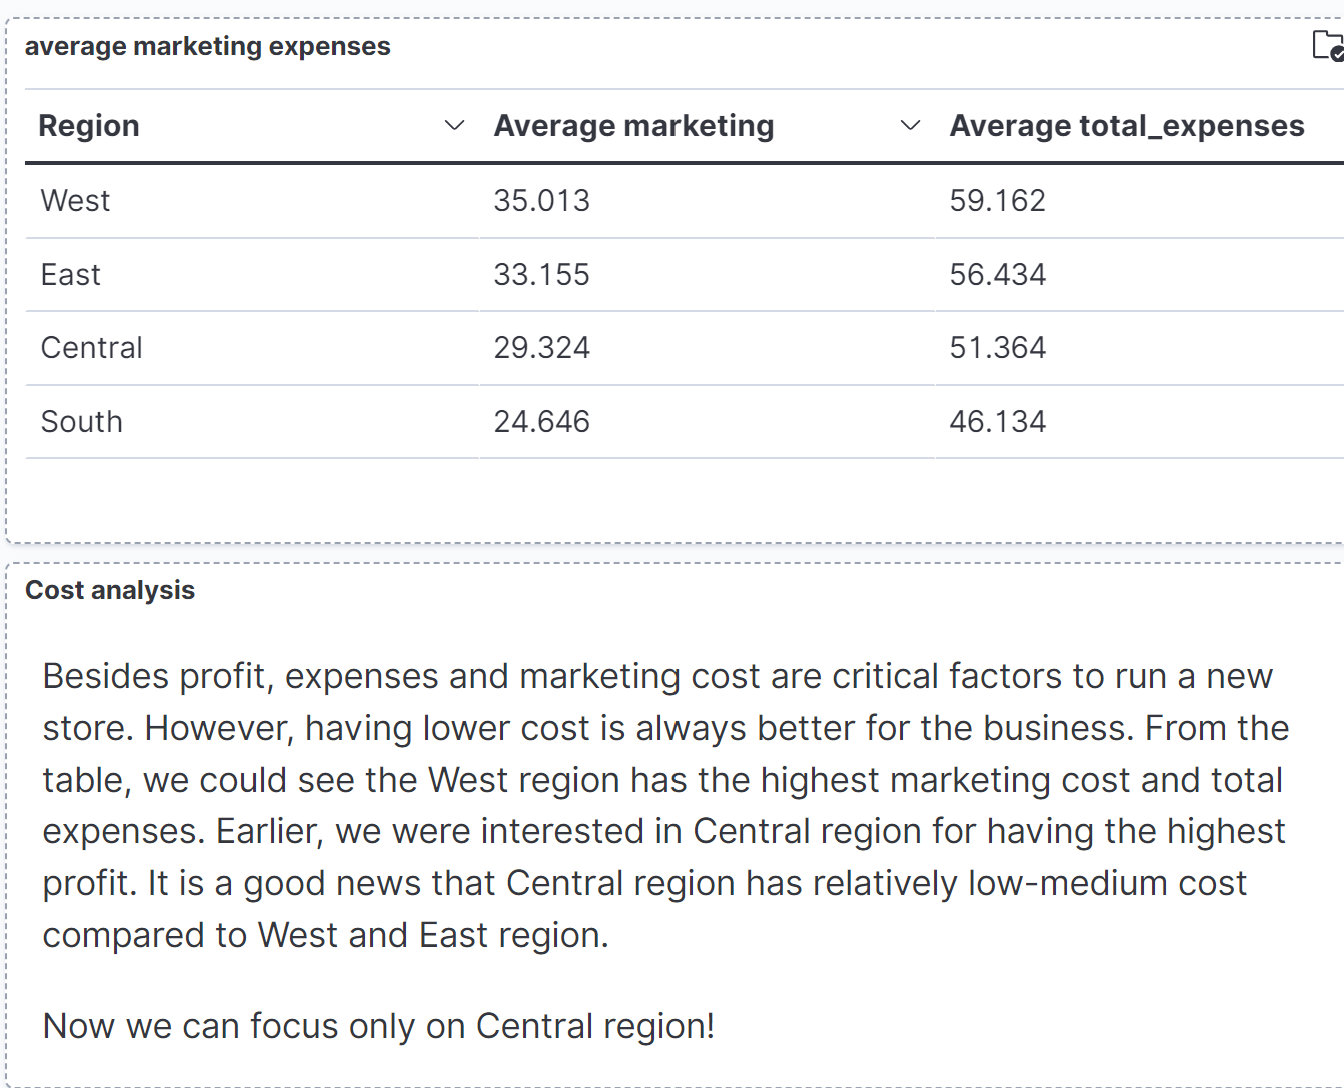 average marketing expenses
Region Average marketing Average total_expenses
West 35.013 59.162
East 33.155 56.434
Central 29.324 51.364
South 24.646 46.134
Cost analysis
Besides profit, expenses and marketing cost are critical factors to run a new
store. However, having lower cost is always better for the business. From the
table, we could see the West region has the highest marketing cost and total
expenses. Earlier, we were interested in Central region for having the highest
profit. It is a good news that Central region has relatively low-medium cost
compared to West and East region.
Now we can focus only on Central region!